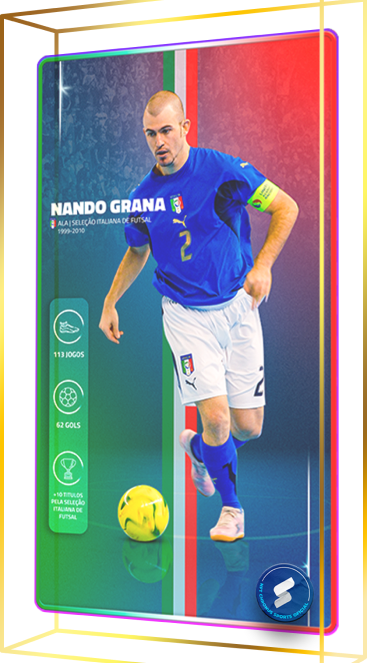 NANDO GRANA
ALA | SELEÇÃO ITALIANA DE FUTSAL
1999-2010
2
2
113 JOGOS
62 GOLS
+10 TITULOS
PELA SELEÇÃO
ITALIANA DE
FUTSAL